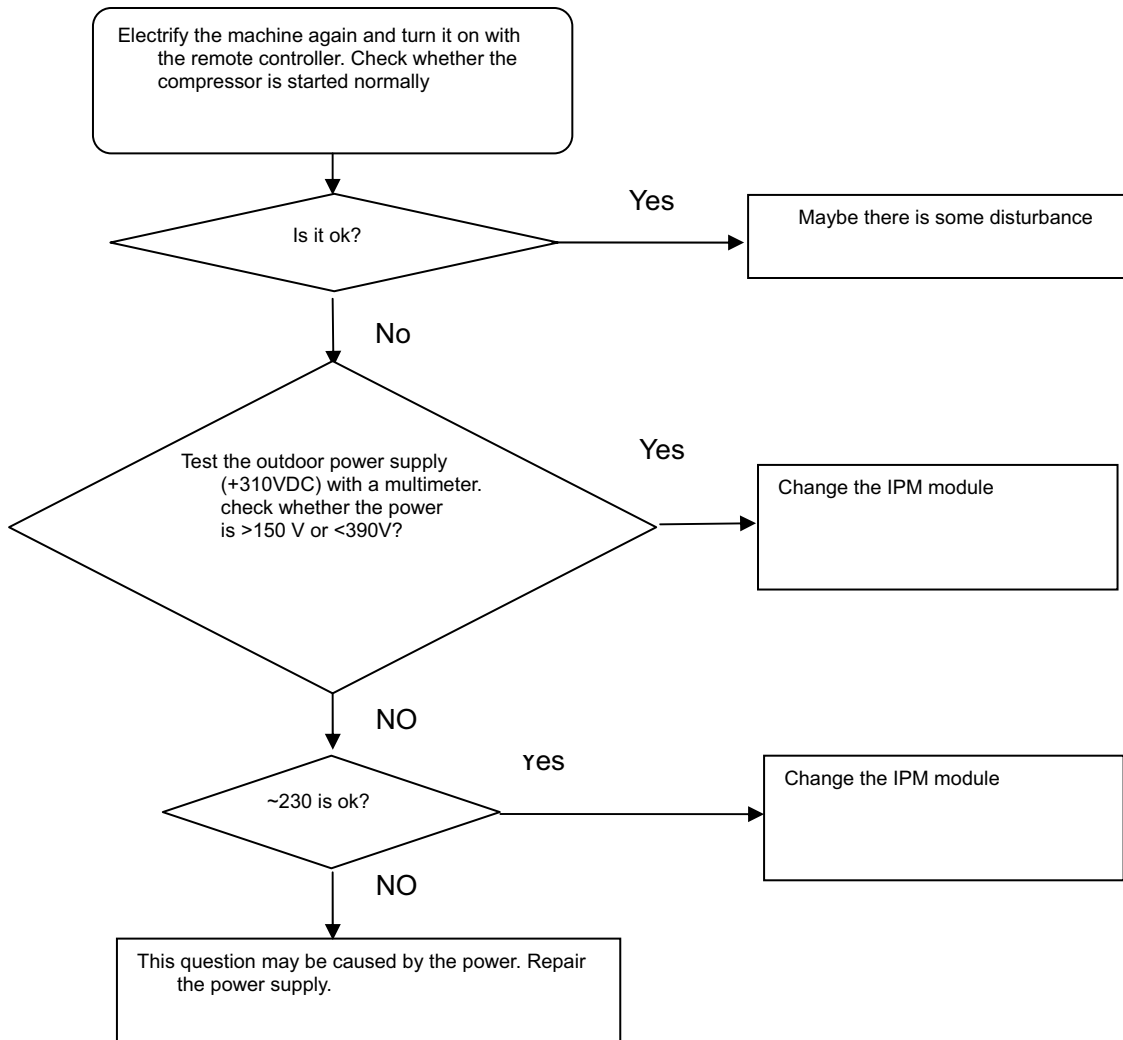 Electrify the machine again and turn it on with
the remote controller. Check whether the
compressor is started normally
Is it ok?
Yes
Maybe there is some disturbance
No
Test the outdoor power supply
(+310VDC) with a multimeter.
check whether the power
is >150 V or <390V?
Yes
Change the IPM module
NO
~230 is ok?
Yes
Change the IPM module
NO
This question may be caused by the power. Repair
the power supply.